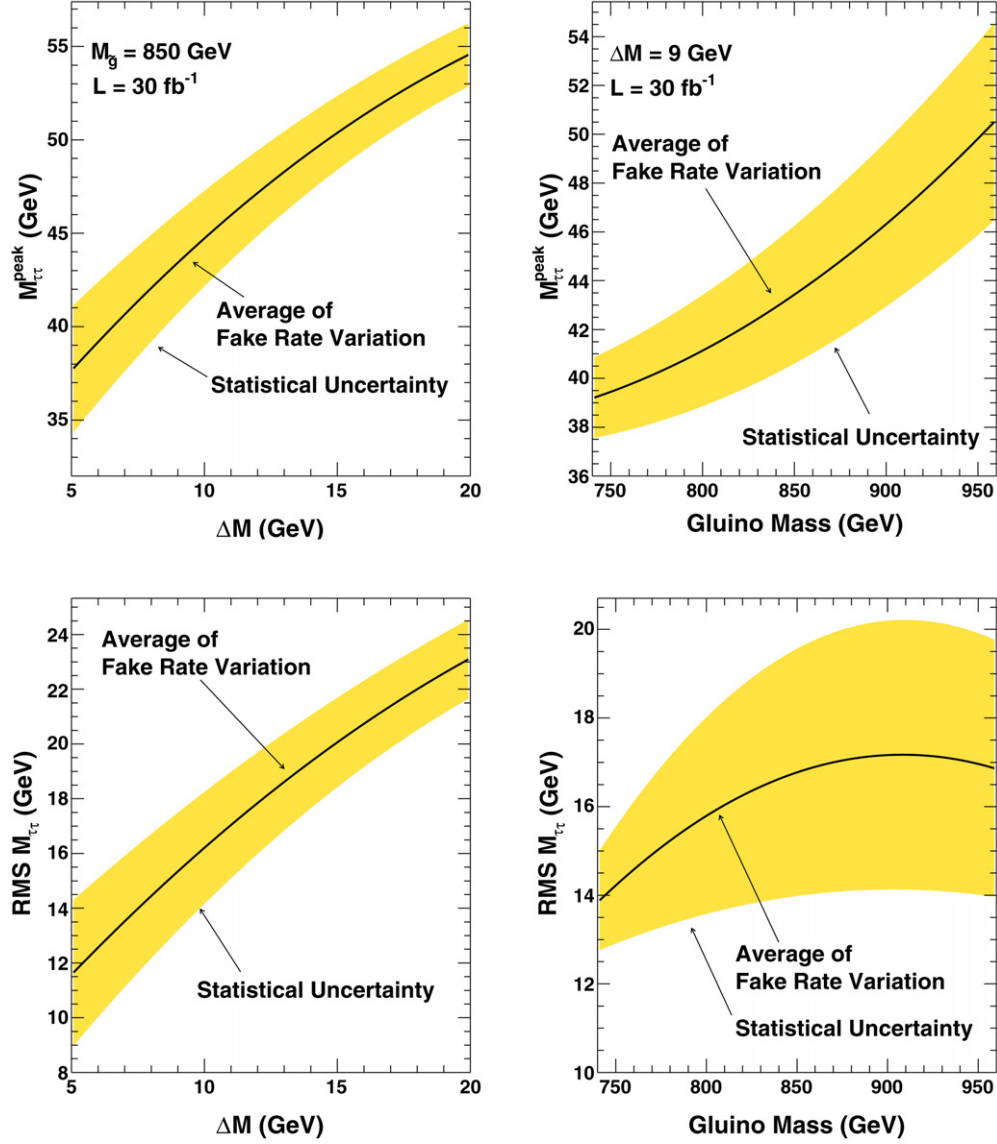 M_g̃ = 850 GeV
L = 30 fb⁻¹
Average of
Fake Rate Variation
Statistical Uncertainty
M_ττ^peak (GeV)
55
50
45
40
35
5 10 15 20
ΔM (GeV)
ΔM = 9 GeV
L = 30 fb⁻¹
Average of
Fake Rate Variation
Statistical Uncertainty
M_ττ^peak (GeV)
54
52
50
48
46
44
42
40
38
36
750 800 850 900 950
Gluino Mass (GeV)
Average of
Fake Rate Variation
Statistical Uncertainty
RMS M_ττ (GeV)
24
22
20
18
16
14
12
10
8
5 10 15 20
ΔM (GeV)
Average of
Fake Rate Variation
Statistical Uncertainty
RMS M_ττ (GeV)
20
18
16
14
12
10
750 800 850 900 950
Gluino Mass (GeV)